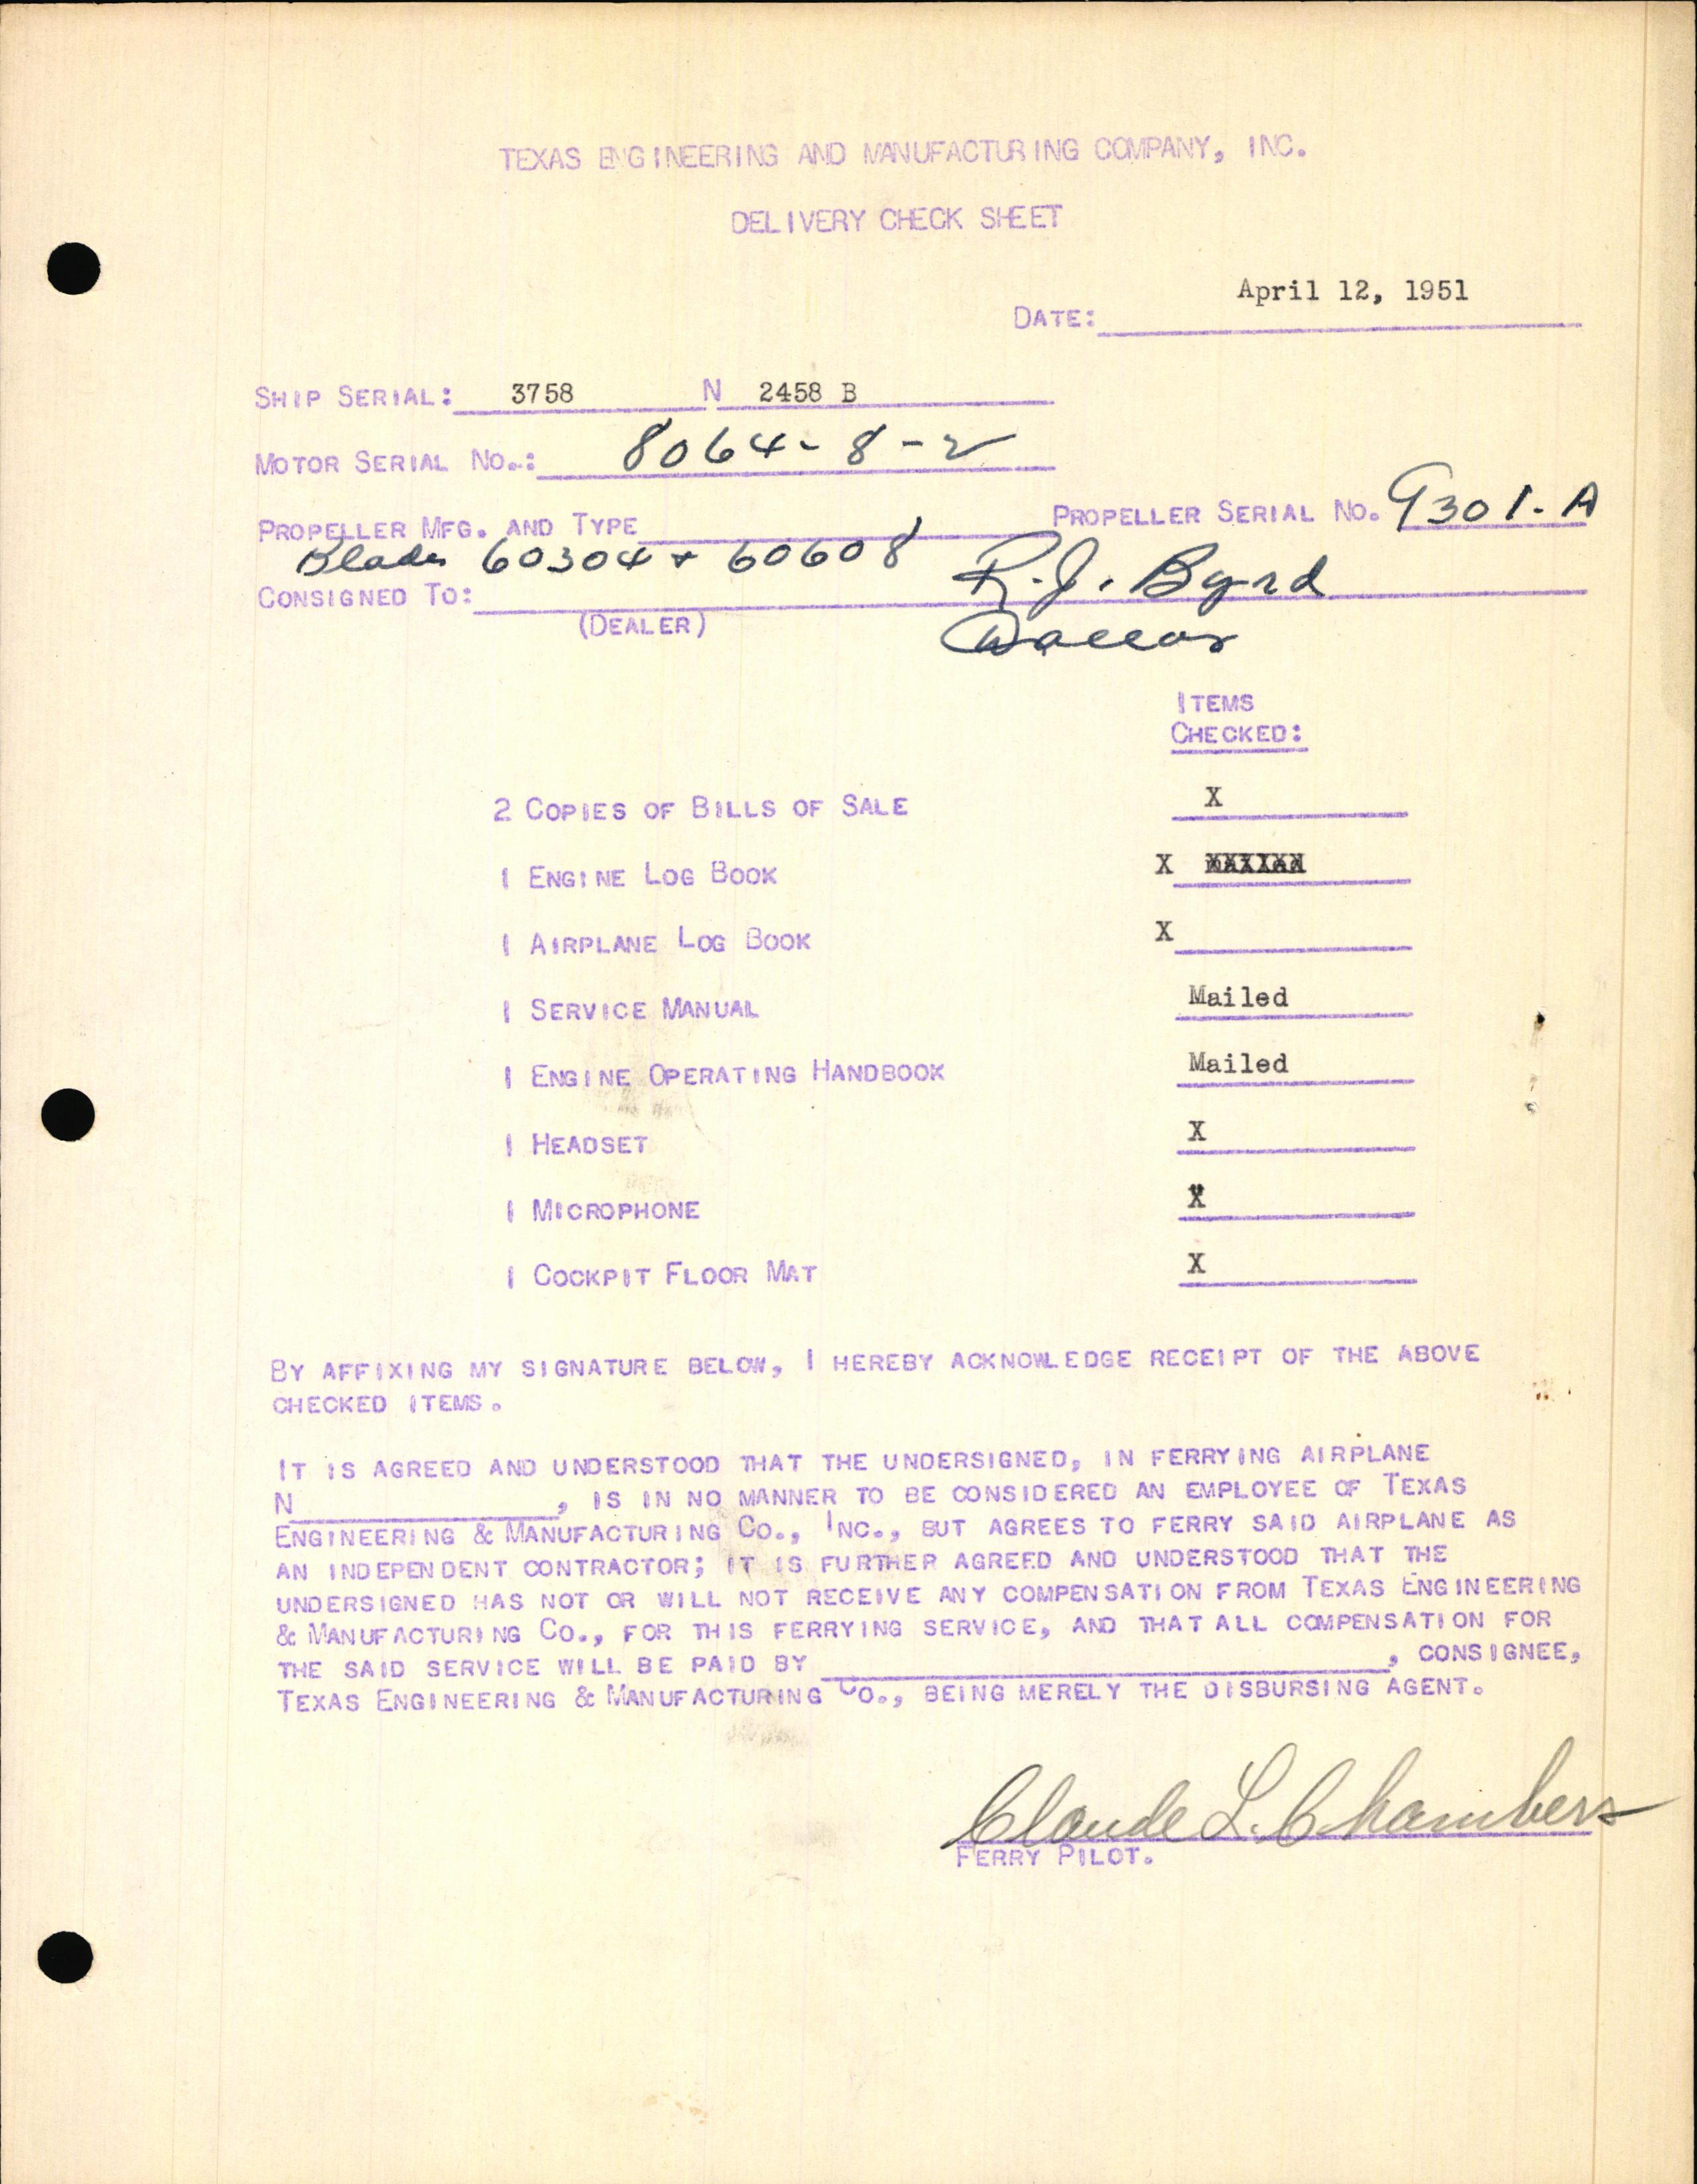 TEXAS ENGINEERING AND MANUFACTURING COMPANY, INC.
DELIVERY CHECK SHEET
April 12, 1951
DATE:
SHIP SERIAL: 3758 N 2458 B
MOTOR SERIAL NO.: 8064-8-2
PROPELLER MFG. AND TYPE PROPELLER SERIAL NO. 9301-A
Blades 60304 + 60608
CONSIGNED TO: R.J. Byrd
(DEALER) Dallas
ITEMS
CHECKED:
2 COPIES OF BILLS OF SALE X
1 ENGINE LOG BOOK X
1 AIRPLANE LOG BOOK X
1 SERVICE MANUAL Mailed
1 ENGINE OPERATING HANDBOOK Mailed
1 HEADSET X
1 MICROPHONE X
1 COCKPIT FLOOR MAT X
BY AFFIXING MY SIGNATURE BELOW, I HEREBY ACKNOWLEDGE RECEIPT OF THE ABOVE
CHECKED ITEMS.
IT IS AGREED AND UNDERSTOOD THAT THE UNDERSIGNED, IN FERRYING AIRPLANE
N , IS IN NO MANNER TO BE CONSIDERED AN EMPLOYEE OF TEXAS
ENGINEERING & MANUFACTURING CO., INC., BUT AGREES TO FERRY SAID AIRPLANE AS
AN INDEPENDENT CONTRACTOR; IT IS FURTHER AGREED AND UNDERSTOOD THAT THE
UNDERSIGNED HAS NOT OR WILL NOT RECEIVE ANY COMPENSATION FROM TEXAS ENGINEERING
& MANUFACTURING CO., FOR THIS FERRYING SERVICE, AND THAT ALL COMPENSATION FOR
THE SAID SERVICE WILL BE PAID BY , CONSIGNEE,
TEXAS ENGINEERING & MANUFACTURING CO., BEING MERELY THE DISBURSING AGENT.
Claude L. Chambers
FERRY PILOT.